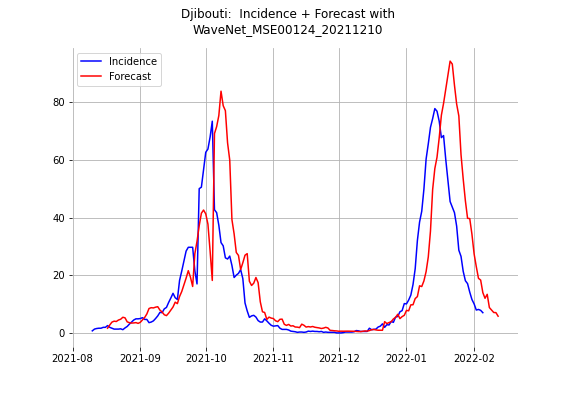 Djibouti:  Incidence + Forecast with
WaveNet_MSE00124_20211210
Incidence
Forecast
80
60
40
20
0
2021-08 2021-09 2021-10 2021-11 2021-12 2022-01 2022-02